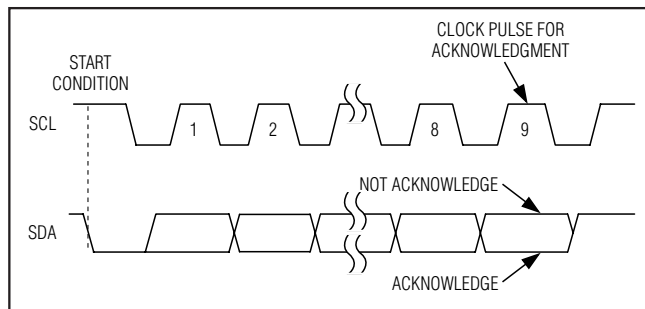 CLOCK PULSE FOR
ACKNOWLEDGMENT
START
CONDITION
SCL
1 2 8 9
NOT ACKNOWLEDGE
SDA
ACKNOWLEDGE